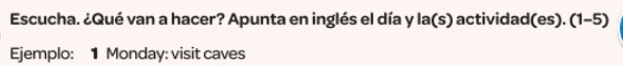 Escucha. ¿Qué van a hacer? Apunta en inglés el día y la(s) actividad(es). (1–5)
Ejemplo: 1 Monday: visit caves